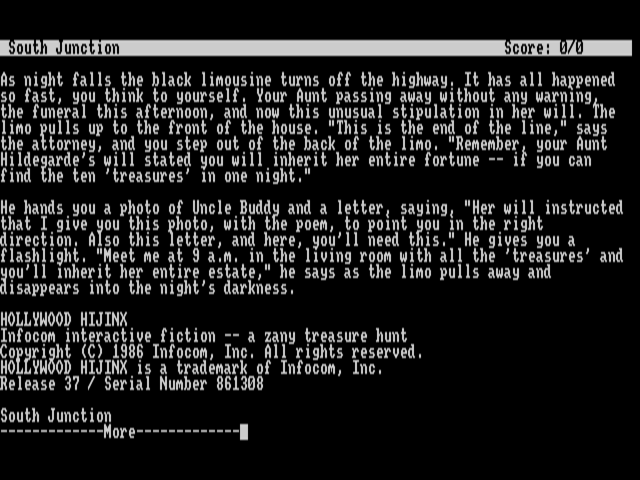 South Junction Score: 0/0
As night falls the black limousine turns off the highway. It has all happened
so fast, you think to yourself. Your Aunt passing away without any warning,
the funeral this afternoon, and now this unusual stipulation in her will. The
limo pulls up to the front of the house. "This is the end of the line," says
the attorney, and you step out of the back of the limo. "Remember, your Aunt
Hildegarde's will stated you will inherit her entire fortune -- if you can
find the ten 'treasures' in one night."
He hands you a photo of Uncle Buddy and a letter, saying, "Her will instructed
that I give you this photo, with the poem, to point you in the right
direction. Also this letter, and here, you'll need this." He gives you a
flashlight. "Meet me at 9 a.m. in the living room with all the 'treasures' and
you'll inherit her entire estate," he says as the limo pulls away and
disappears into the night's darkness.
HOLLYWOOD HIJINX
Infocom interactive fiction -- a zany treasure hunt
Copyright (C) 1986 Infocom, Inc. All rights reserved.
HOLLYWOOD HIJINX is a trademark of Infocom, Inc.
Release 37 / Serial Number 861308
South Junction
-------------More-------------